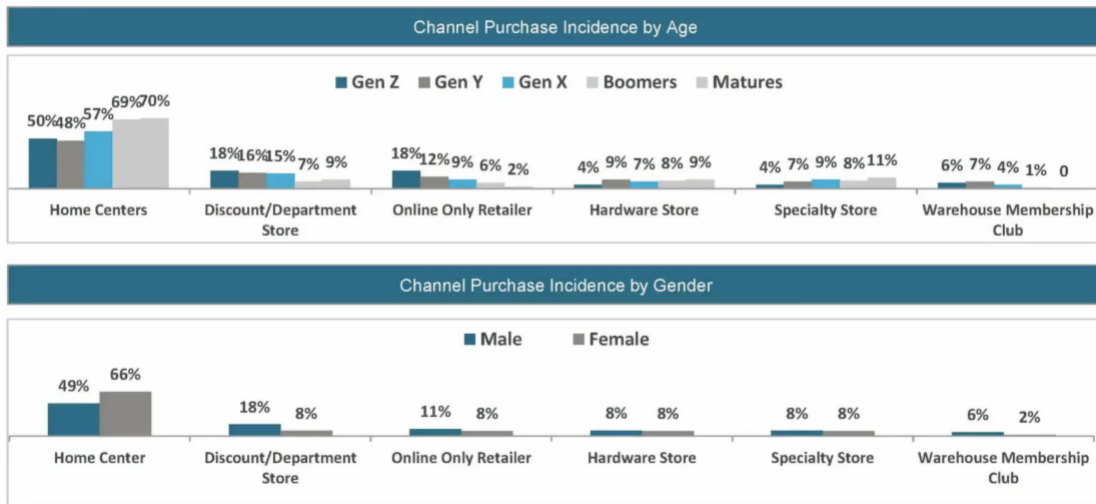 Channel Purchase Incidence by Age
Gen Z Gen Y Gen X Boomers Matures
50% 48% 57% 69% 70%
18% 16% 15% 7% 9%
18% 12% 9% 6% 2%
4% 9% 7% 8% 9%
4% 7% 9% 8% 11%
6% 7% 4% 1% 0
Home Centers
Discount/Department
Store
Online Only Retailer
Hardware Store
Specialty Store
Warehouse Membership
Club
Channel Purchase Incidence by Gender
Male Female
49% 66%
18% 8%
11% 8%
8% 8%
8% 8%
6% 2%
Home Center
Discount/Department
Store
Online Only Retailer
Hardware Store
Specialty Store
Warehouse Membership
Club